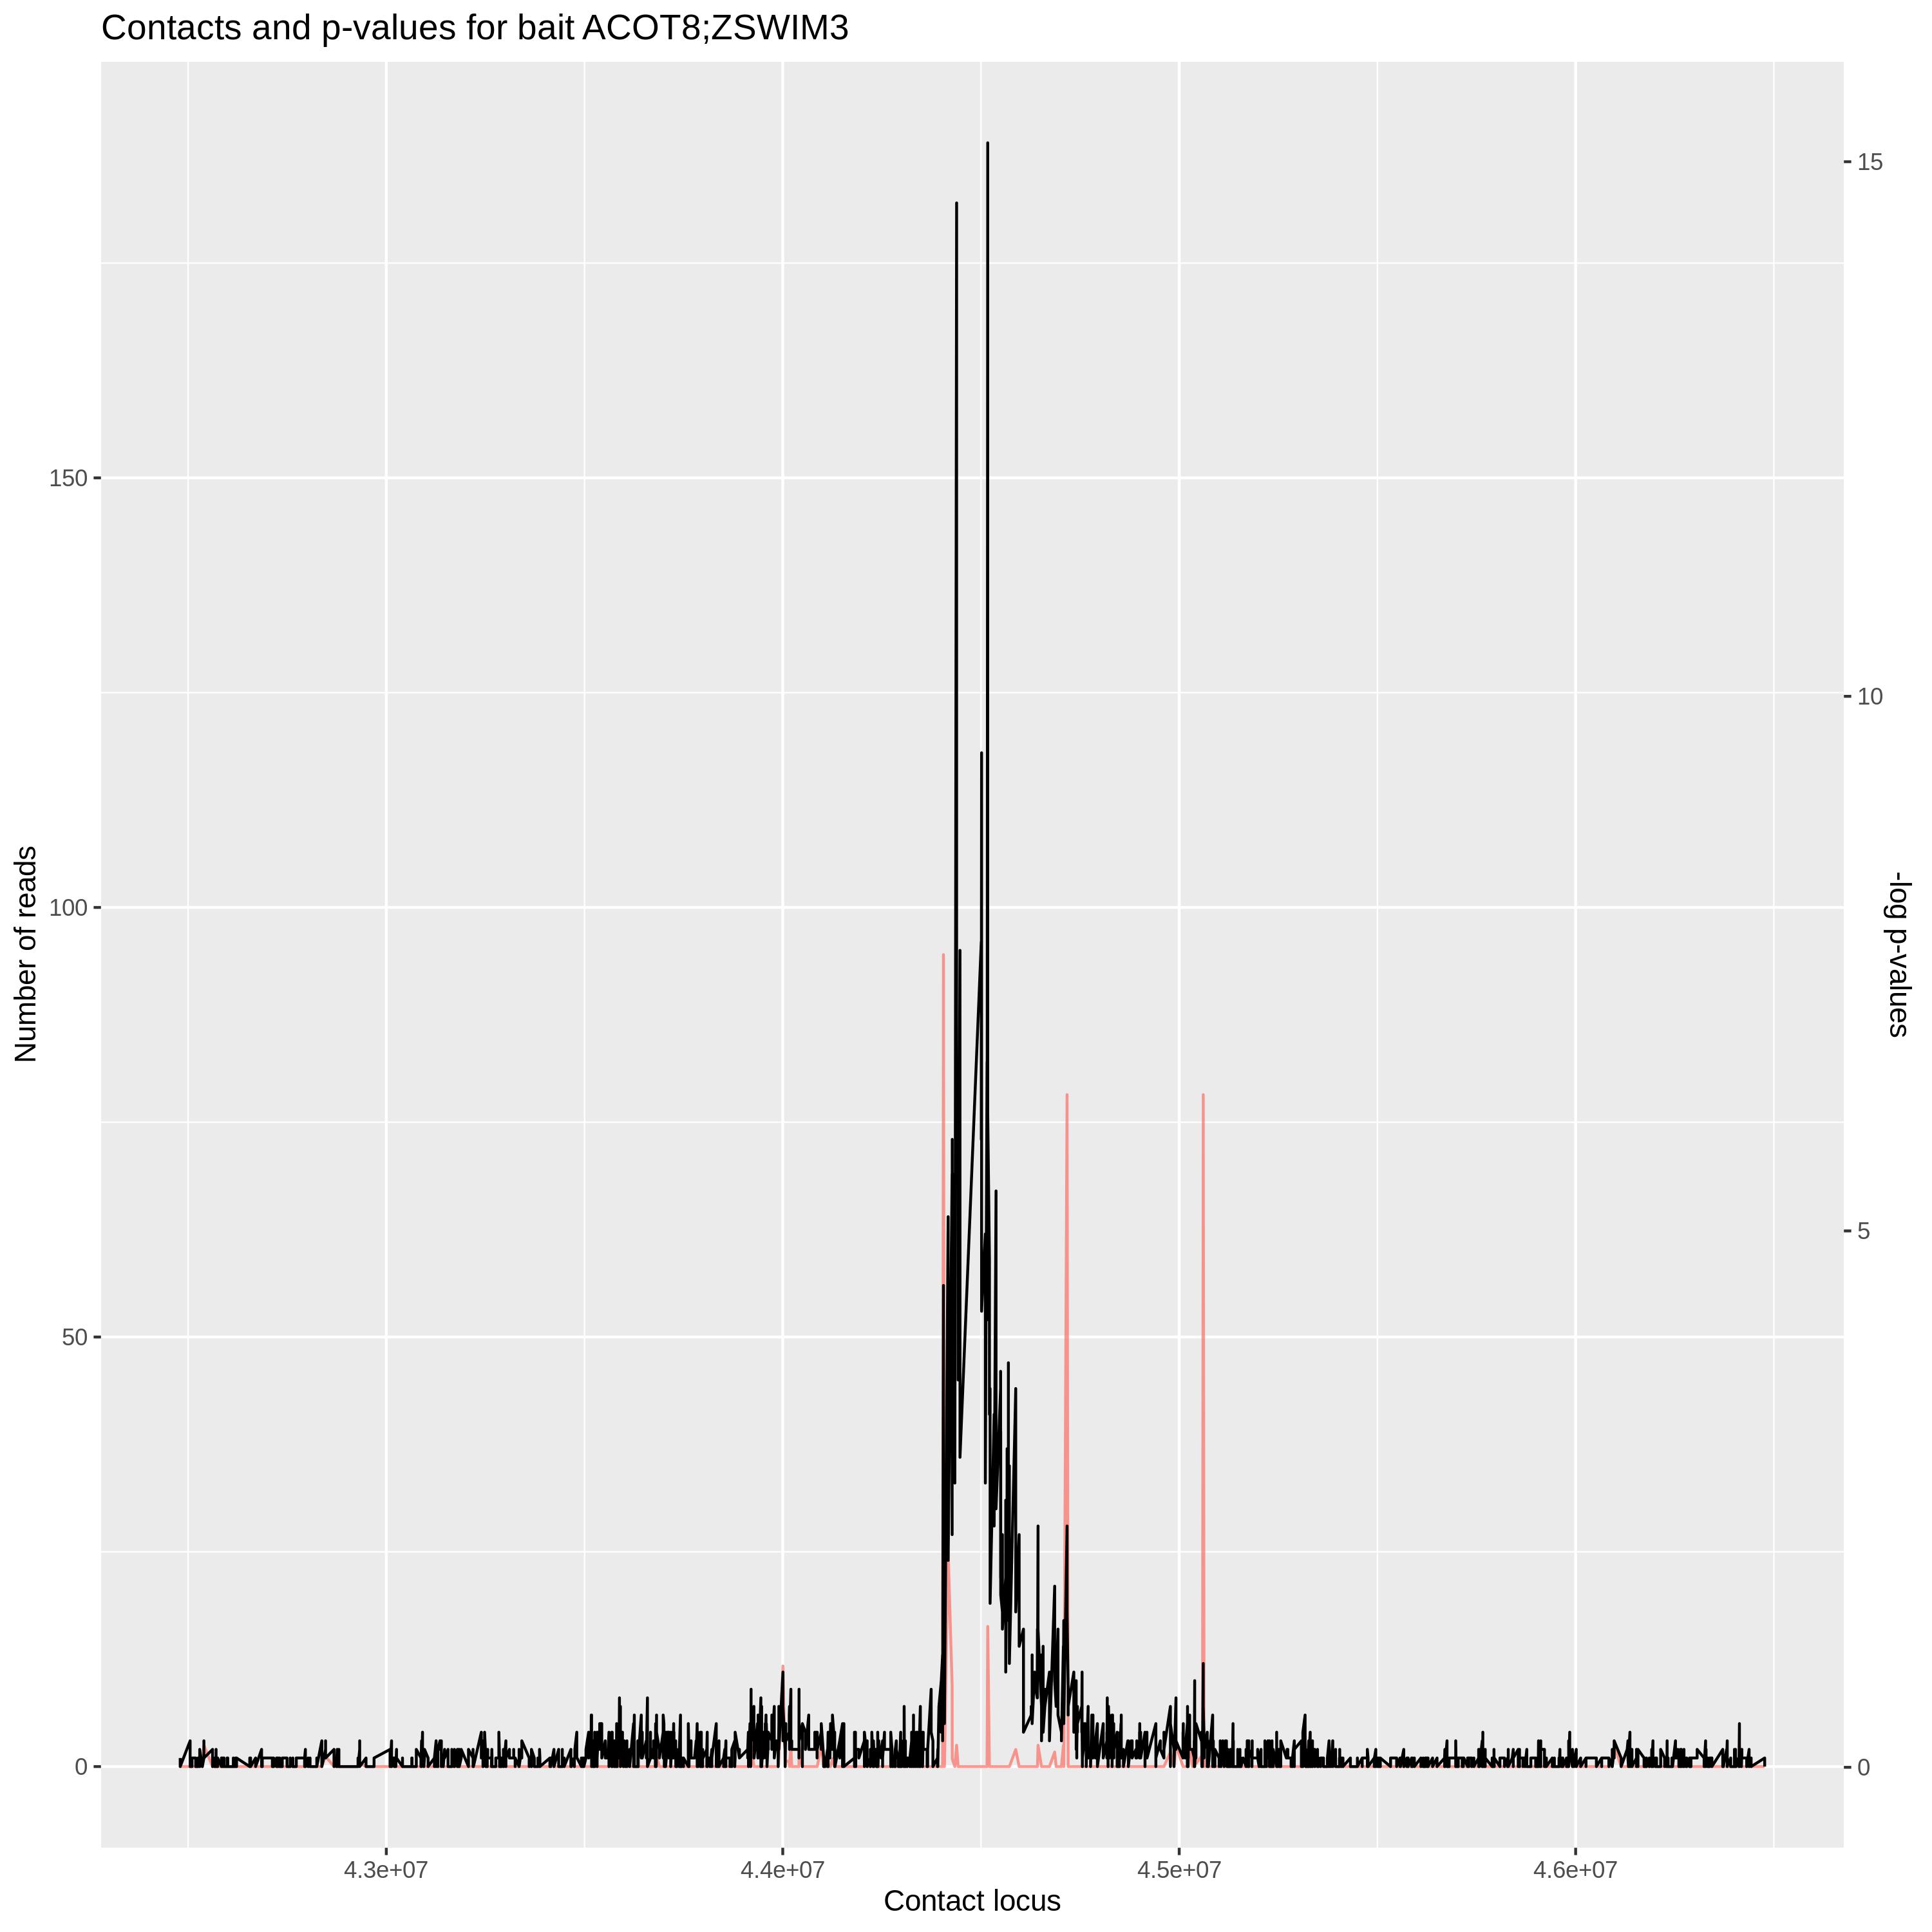 Contacts and p-values for bait ACOT8;ZSWIM3
150
100
50
0
Number of reads
15
10
5
0
-log p-values
4.3e+07
4.4e+07
4.5e+07
4.6e+07
Contact locus